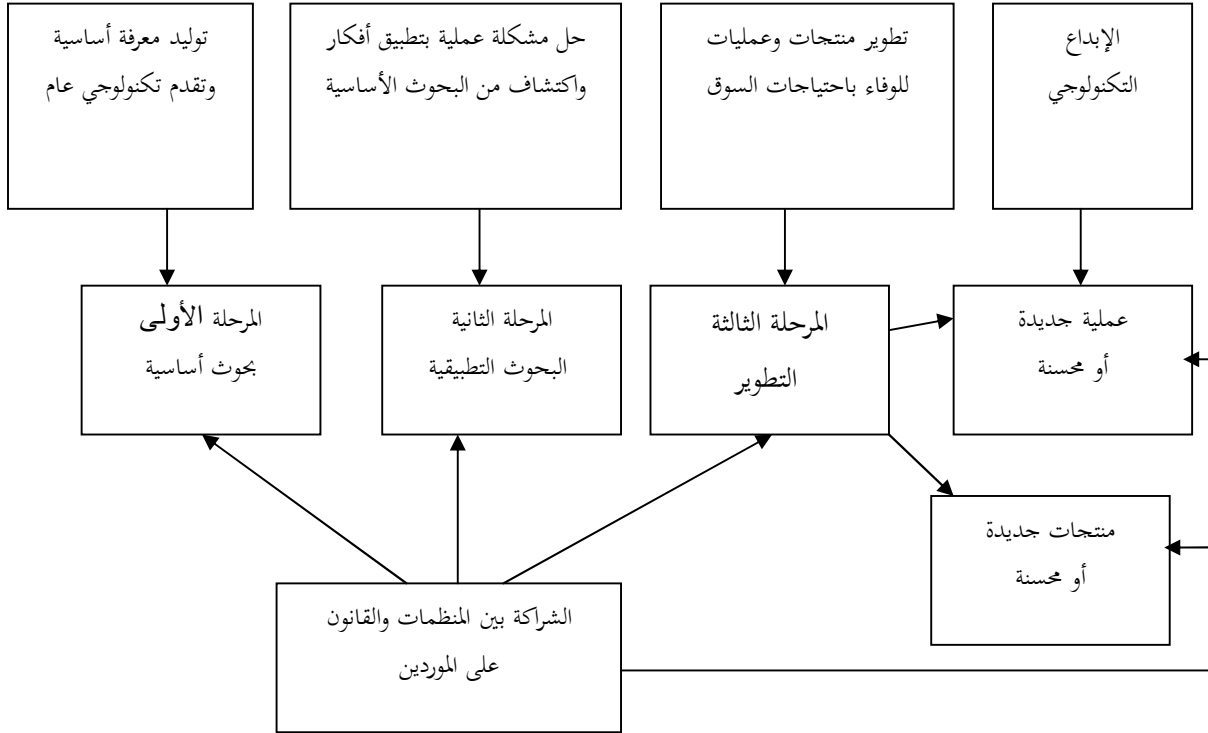 توليد معرفة أساسية
وتقدم تكنولوجي عام
حل مشكلة عملية بتطبيق أفكار
واكتشاف من البحوث الأساسية
تطوير منتجات وعمليات
للوفاء باحتياجات السوق
الإبداع
التكنولوجي
المرحلة الأولى
بحوث أساسية
المرحلة الثانية
البحوث التطبيقية
المرحلة الثالثة
التطوير
عملية جديدة
أو محسنة
منتجات جديدة
أو محسنة
الشراكة بين المنظمات والقانون
على الموردين